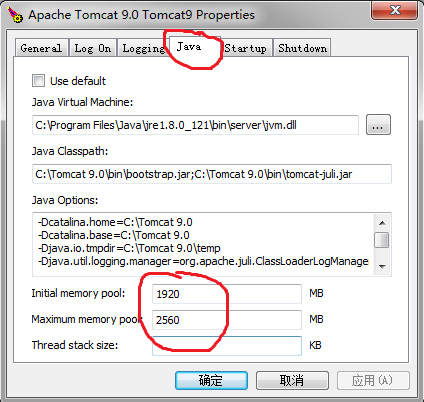 Apache Tomcat 9.0 Tomcat9 Properties
General Log On Logging Java Startup Shutdown
Use default
Java Virtual Machine:
C:\Program Files\Java\jre1.8.0_121\bin\server\jvm.dll
...
Java Classpath:
C:\Tomcat 9.0\bin\bootstrap.jar;C:\Tomcat 9.0\bin\tomcat-juli.jar
Java Options:
-Dcatalina.home=C:\Tomcat 9.0
-Dcatalina.base=C:\Tomcat 9.0
-Djava.io.tmpdir=C:\Tomcat 9.0\temp
-Djava.util.logging.manager=org.apache.juli.ClassLoaderLogManage
Initial memory pool: 1920 MB
Maximum memory pool: 2560 MB
Thread stack size: KB
确定 取消 应用(A)